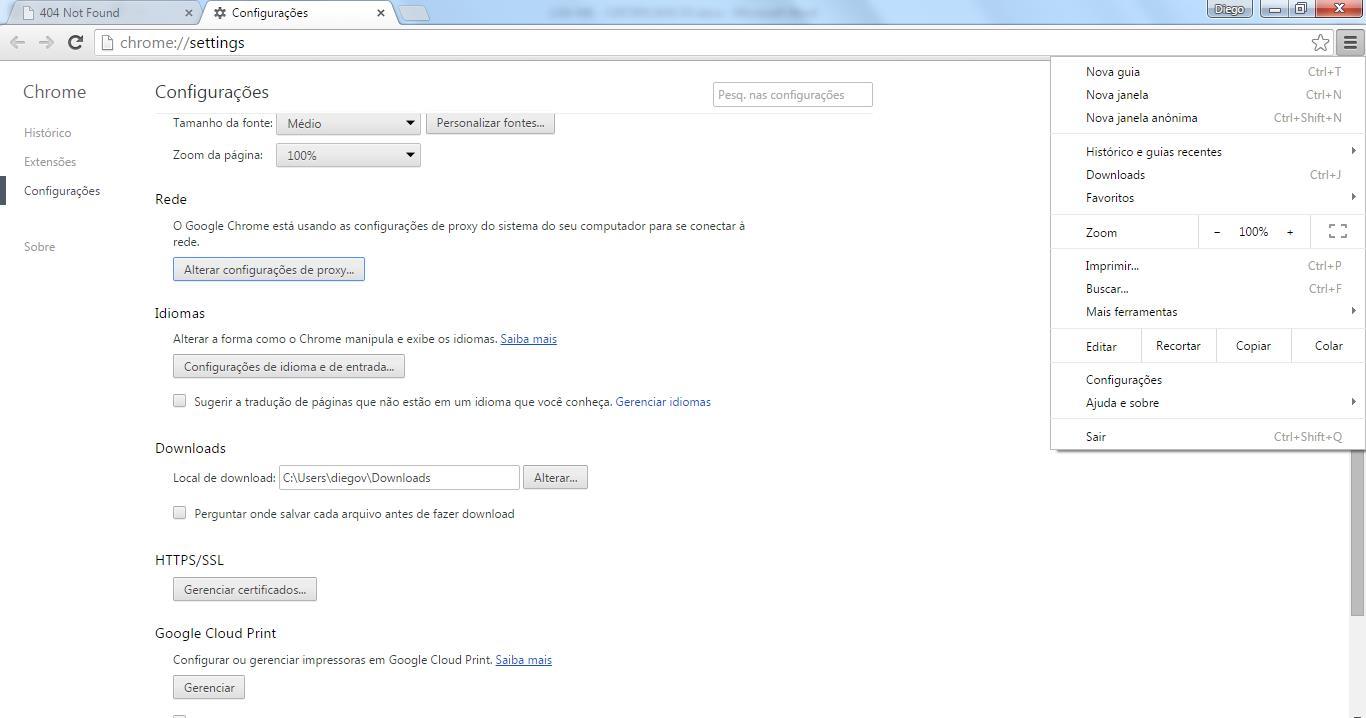 404 Not Found
Configurações
Diego
chrome://settings
Chrome
Histórico
Extensões
Configurações
Sobre
Configurações
Pesq. nas configurações
Tamanho da fonte: Médio Personalizar fontes...
Zoom da página: 100%
Rede
O Google Chrome está usando as configurações de proxy do sistema do seu computador para se conectar à
rede.
Alterar configurações de proxy...
Idiomas
Alterar a forma como o Chrome manipula e exibe os idiomas. Saiba mais
Configurações de idioma e de entrada...
Sugerir a tradução de páginas que não estão em um idioma que você conheça. Gerenciar idiomas
Downloads
Local de download: C:\Users\diegov\Downloads Alterar...
Perguntar onde salvar cada arquivo antes de fazer download
HTTPS/SSL
Gerenciar certificados...
Google Cloud Print
Configurar ou gerenciar impressoras em Google Cloud Print. Saiba mais
Gerenciar
Nova guia Ctrl+T
Nova janela Ctrl+N
Nova janela anônima Ctrl+Shift+N
Histórico e guias recentes
Downloads Ctrl+J
Favoritos
Zoom − 100% +
Imprimir... Ctrl+P
Buscar... Ctrl+F
Mais ferramentas
Editar Recortar Copiar Colar
Configurações
Ajuda e sobre
Sair Ctrl+Shift+Q